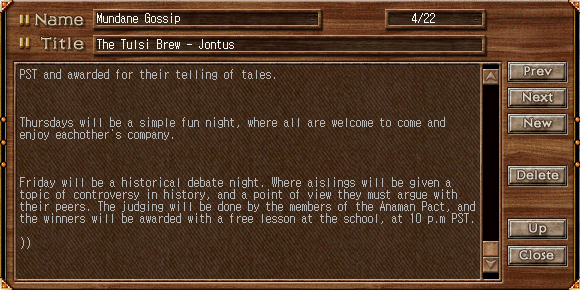 Name Mundane Gossip 4/22
Title The Tulsi Brew - Jontus
PST and awarded for their telling of tales.
Thursdays will be a simple fun night, where all are welcome to come and
enjoy eachother's company.
Friday will be a historical debate night. Where aislings will be given a
topic of controversy in history, and a point of view they must argue with
their peers. The judging will be done by the members of the Anaman Pact, and
the winners will be awarded with a free lesson at the school, at 10 p.m PST.
))
Prev
Next
New
Delete
Up
Close